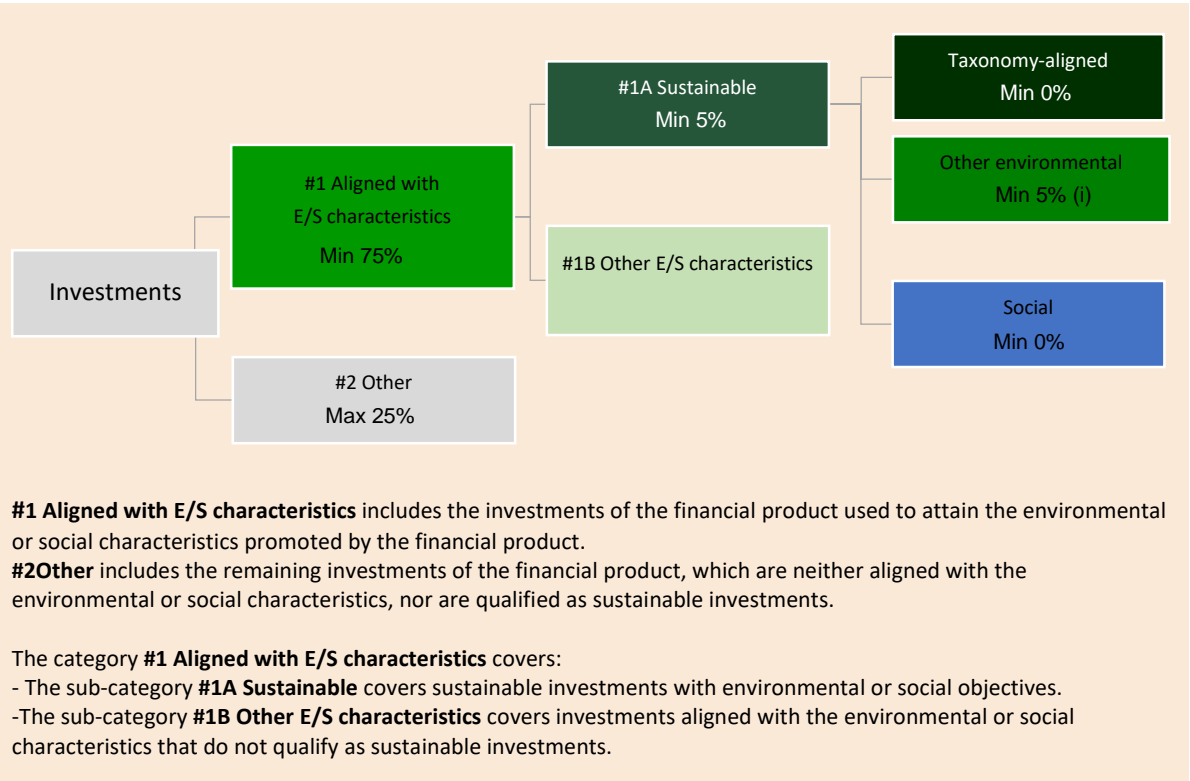 Investments
#1 Aligned with
E/S characteristics
Min 75%
#2 Other
Max 25%
#1A Sustainable
Min 5%
#1B Other E/S characteristics
Taxonomy-aligned
Min 0%
Other environmental
Min 5% (i)
Social
Min 0%
#1 Aligned with E/S characteristics includes the investments of the financial product used to attain the environmental
or social characteristics promoted by the financial product.
#2Other includes the remaining investments of the financial product, which are neither aligned with the
environmental or social characteristics, nor are qualified as sustainable investments.
The category #1 Aligned with E/S characteristics covers:
- The sub-category #1A Sustainable covers sustainable investments with environmental or social objectives.
-The sub-category #1B Other E/S characteristics covers investments aligned with the environmental or social
characteristics that do not qualify as sustainable investments.